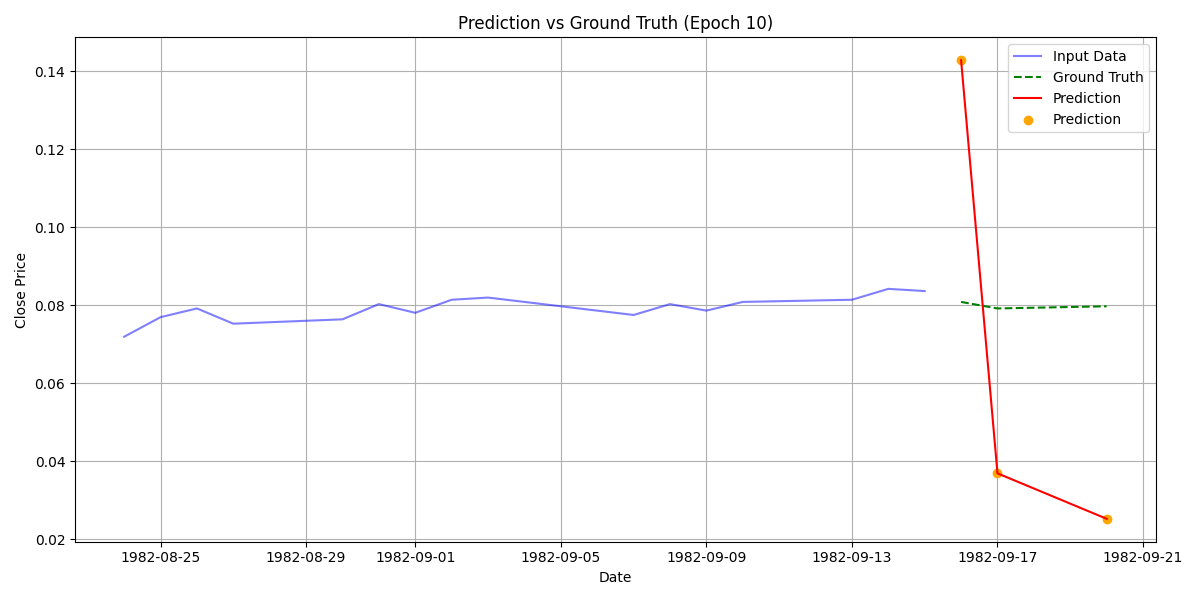 Prediction vs Ground Truth (Epoch 10)
Input Data
Ground Truth
Prediction
Prediction
Close Price
0.14
0.12
0.10
0.08
0.06
0.04
0.02
1982-08-25
1982-08-29
1982-09-01
1982-09-05
1982-09-09
1982-09-13
1982-09-17
1982-09-21
Date